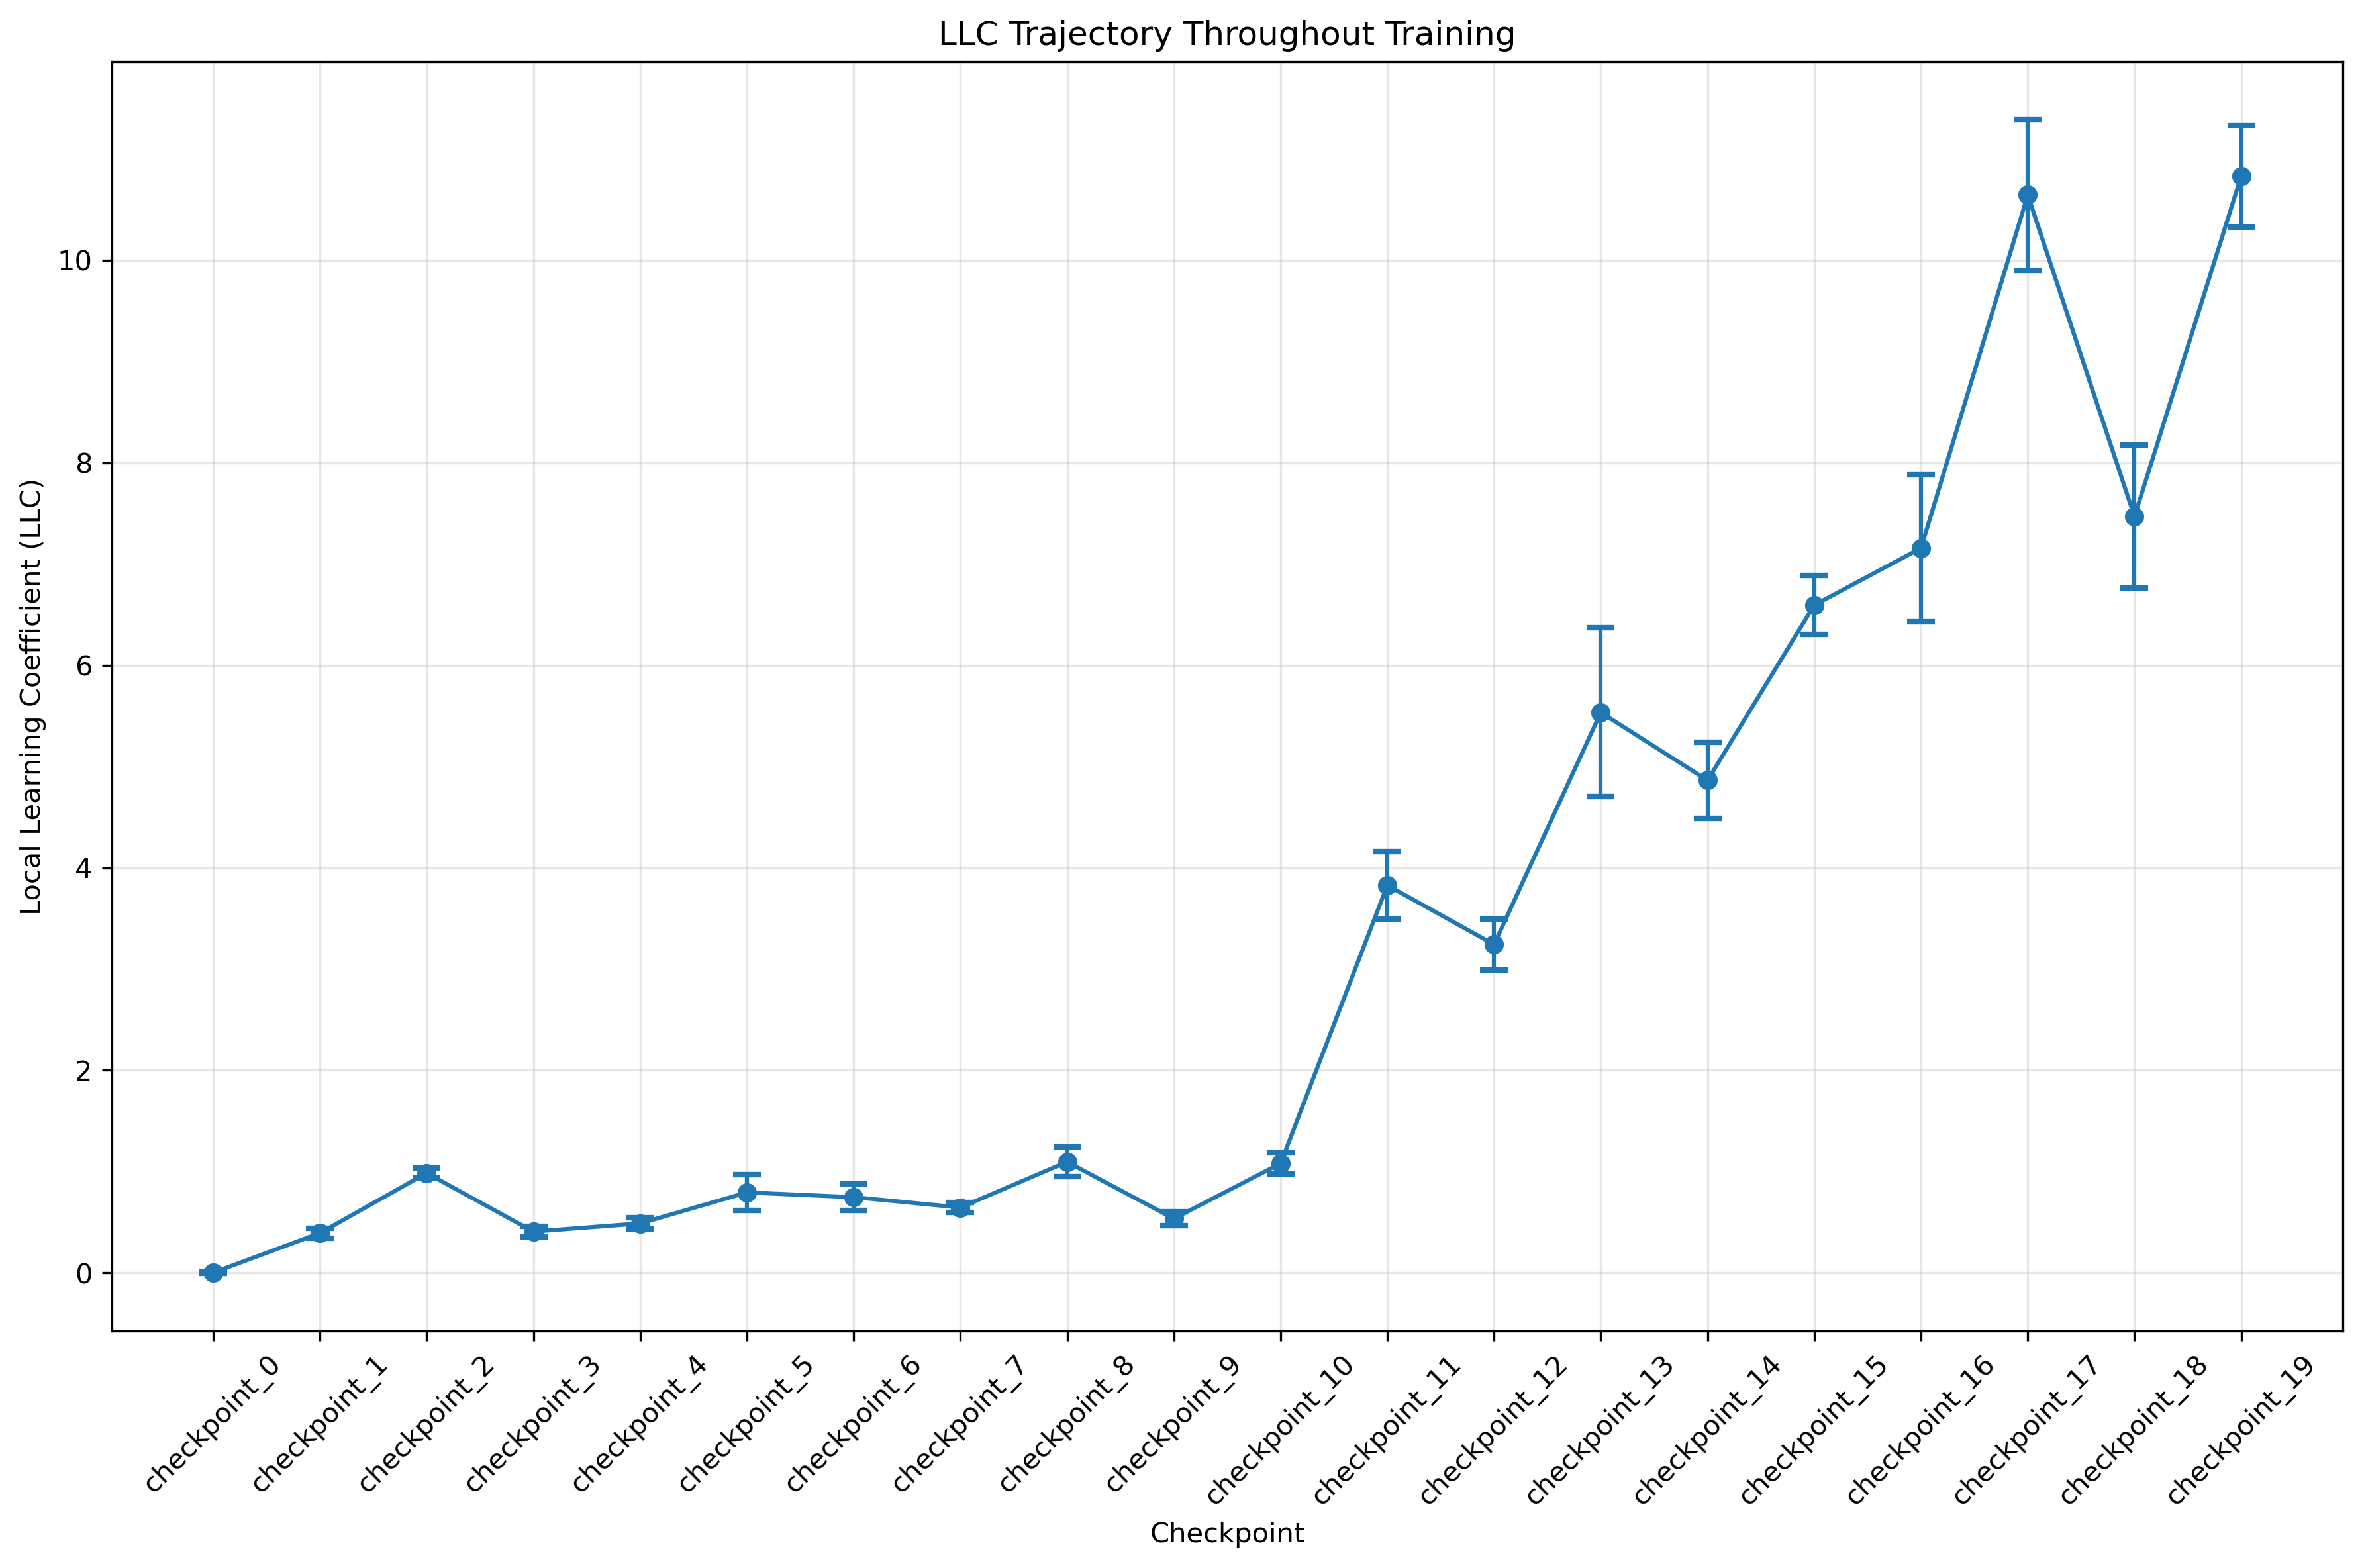 LLC Trajectory Throughout Training
Local Learning Coefficient (LLC)
10
8
6
4
2
0
checkpoint_0
checkpoint_1
checkpoint_2
checkpoint_3
checkpoint_4
checkpoint_5
checkpoint_6
checkpoint_7
checkpoint_8
checkpoint_9
checkpoint_10
checkpoint_11
checkpoint_12
checkpoint_13
checkpoint_14
checkpoint_15
checkpoint_16
checkpoint_17
checkpoint_18
checkpoint_19
Checkpoint